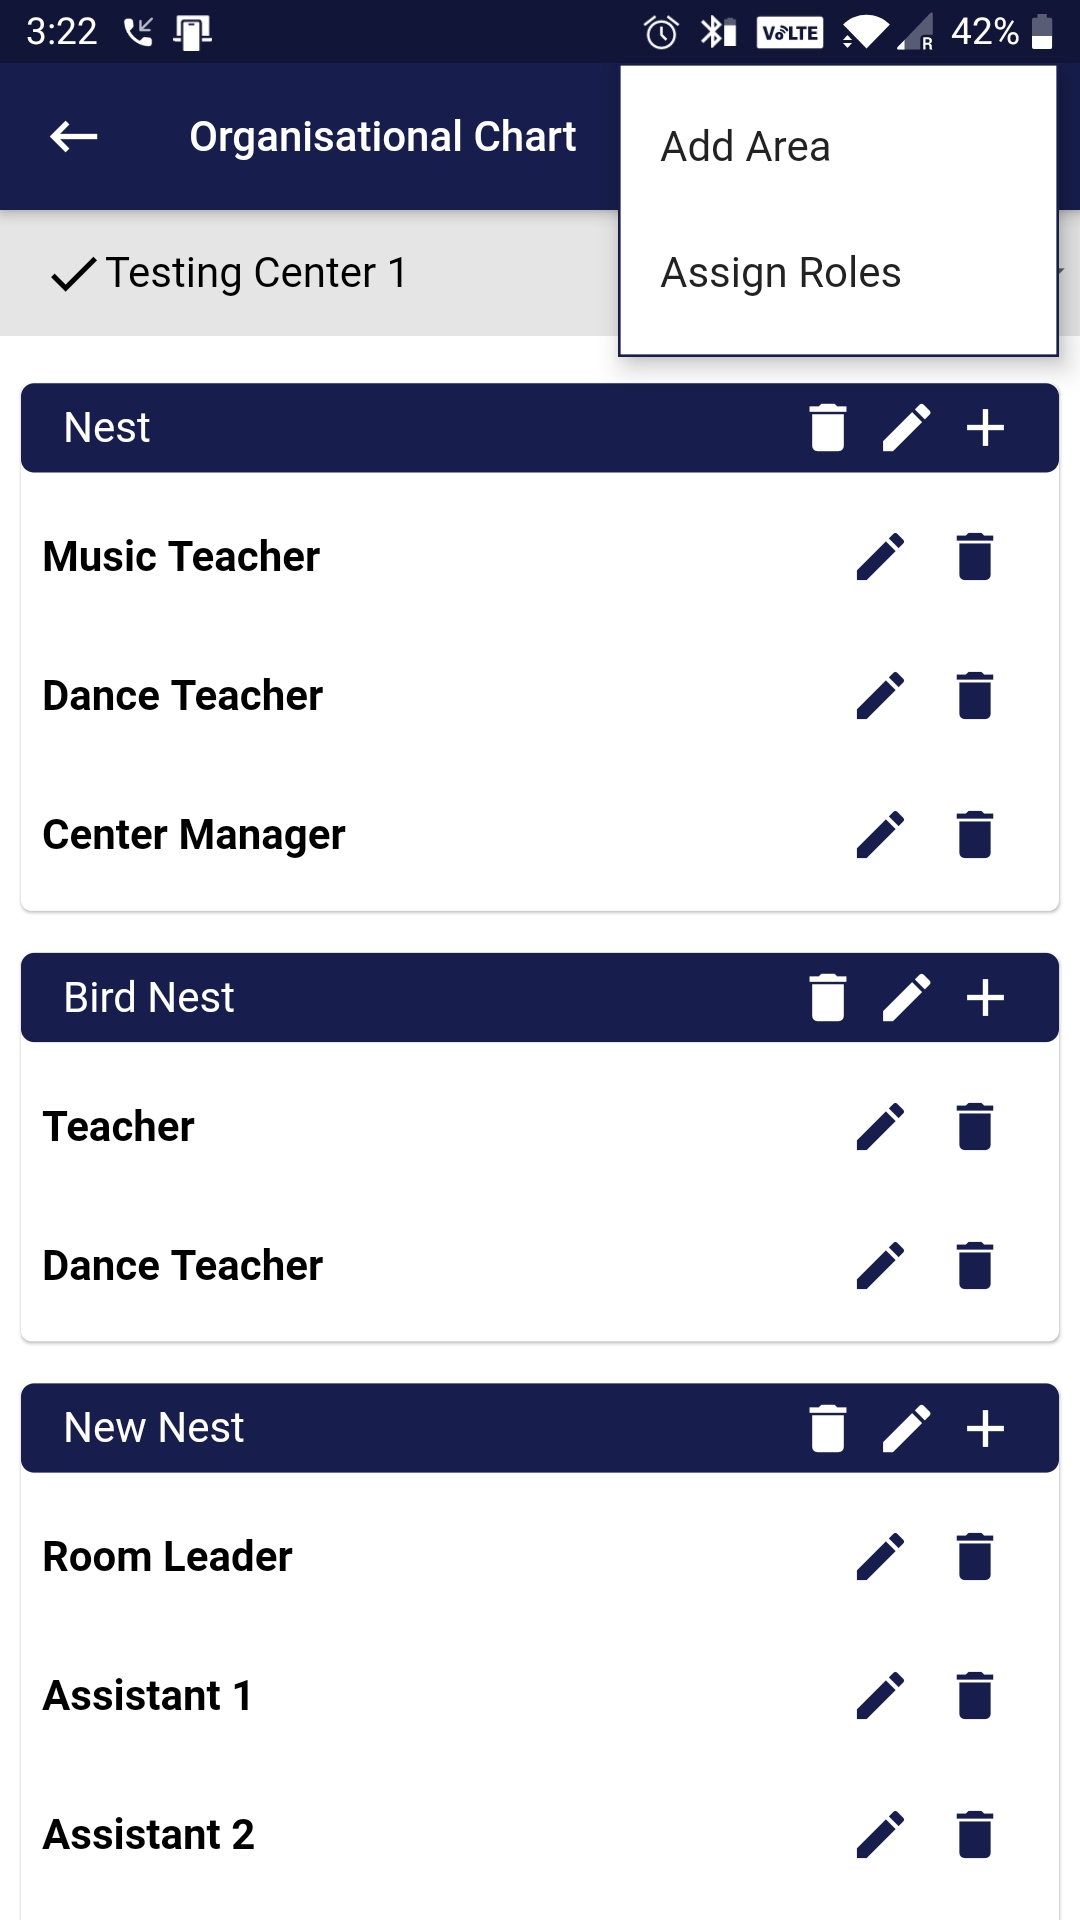 3:22 VoLTE R 42%
Organisational Chart
Add Area
Testing Center 1
Assign Roles
Nest
Music Teacher
Dance Teacher
Center Manager
Bird Nest
Teacher
Dance Teacher
New Nest
Room Leader
Assistant 1
Assistant 2